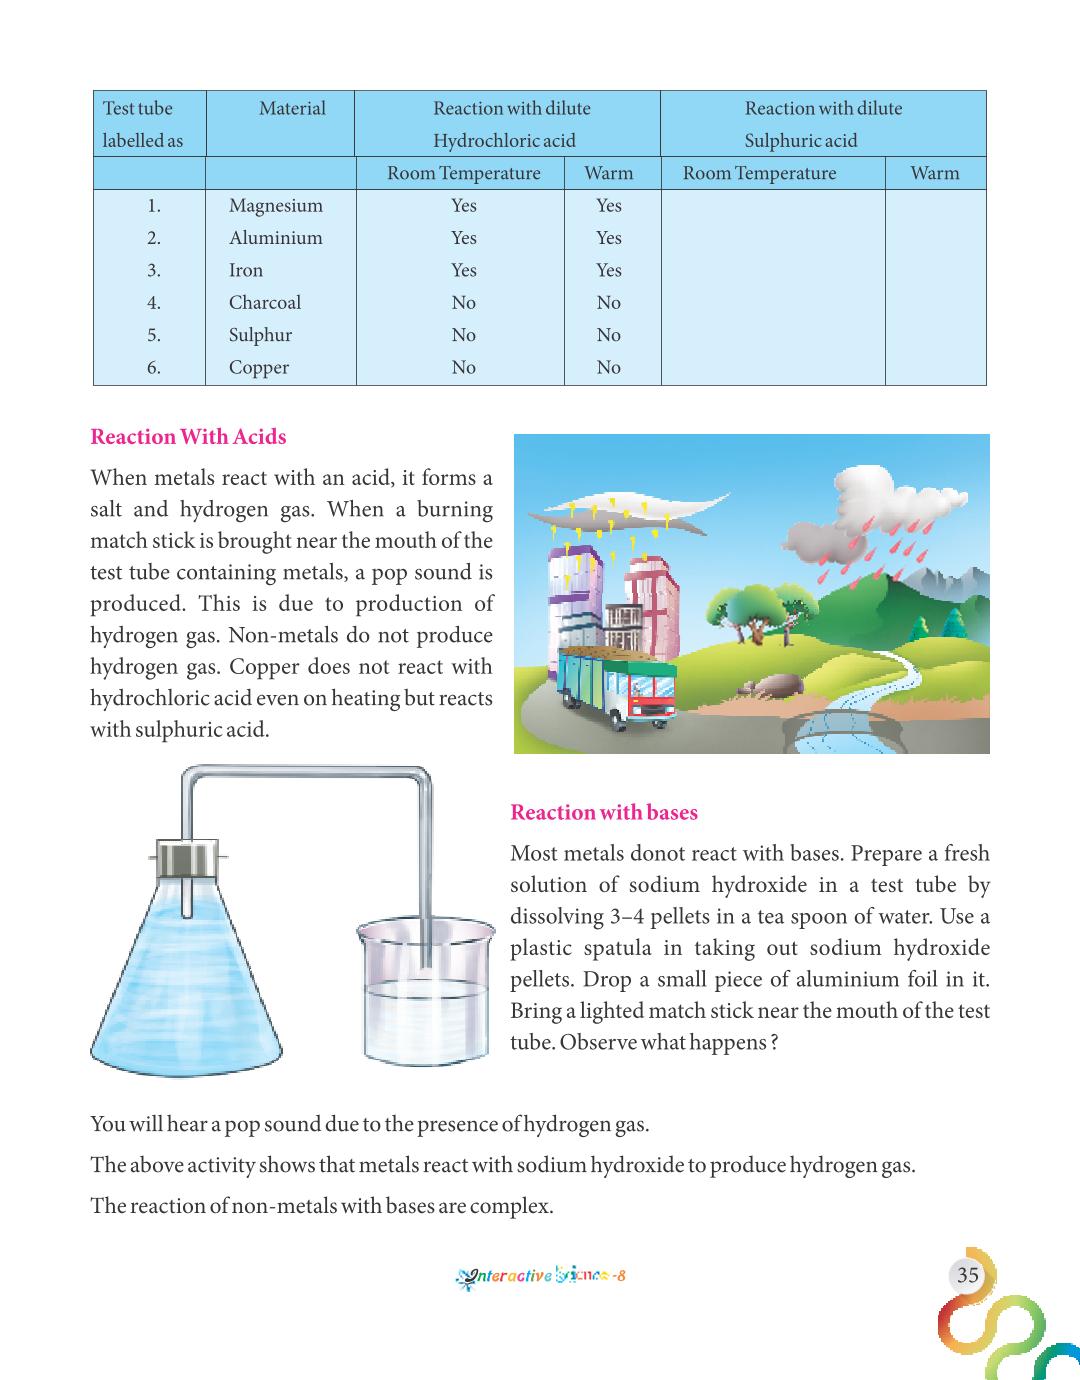 Test tube Material Reaction with dilute Reaction with dilute
labelled as Hydrochloric acid Sulphuric acid
Room Temperature Warm Room Temperature Warm
1. Magnesium Yes Yes
2. Aluminium Yes Yes
3. Iron Yes Yes
4. Charcoal No No
5. Sulphur No No
6. Copper No No
Reaction With Acids
When metals react with an acid, it forms a
salt and hydrogen gas. When a burning
match stick is brought near the mouth of the
test tube containing metals, a pop sound is
produced. This is due to production of
hydrogen gas. Non-metals do not produce
hydrogen gas. Copper does not react with
hydrochloric acid even on heating but reacts
with sulphuric acid.
Reaction with bases
Most metals donot react with bases. Prepare a fresh
solution of sodium hydroxide in a test tube by
dissolving 3–4 pellets in a tea spoon of water. Use a
plastic spatula in taking out sodium hydroxide
pellets. Drop a small piece of aluminium foil in it.
Bring a lighted match stick near the mouth of the test
tube. Observe what happens ?
You will hear a pop sound due to the presence of hydrogen gas.
The above activity shows that metals react with sodium hydroxide to produce hydrogen gas.
The reaction of non-metals with bases are complex.
Interactive Science-8
35